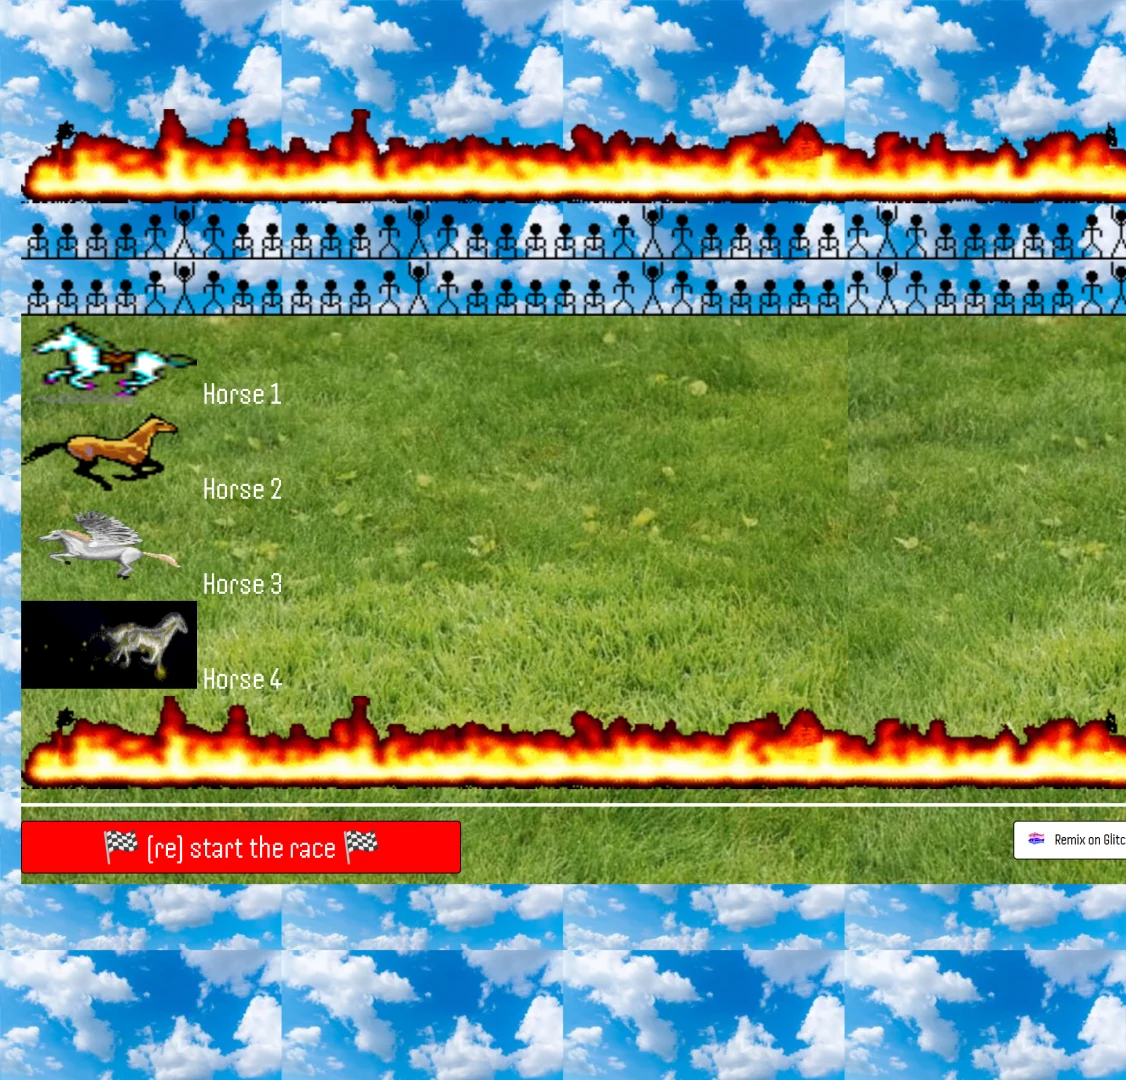 Horse 1
Horse 2
Horse 3
Horse 4
🏁 (re) start the race 🏁
Remix on Glitc